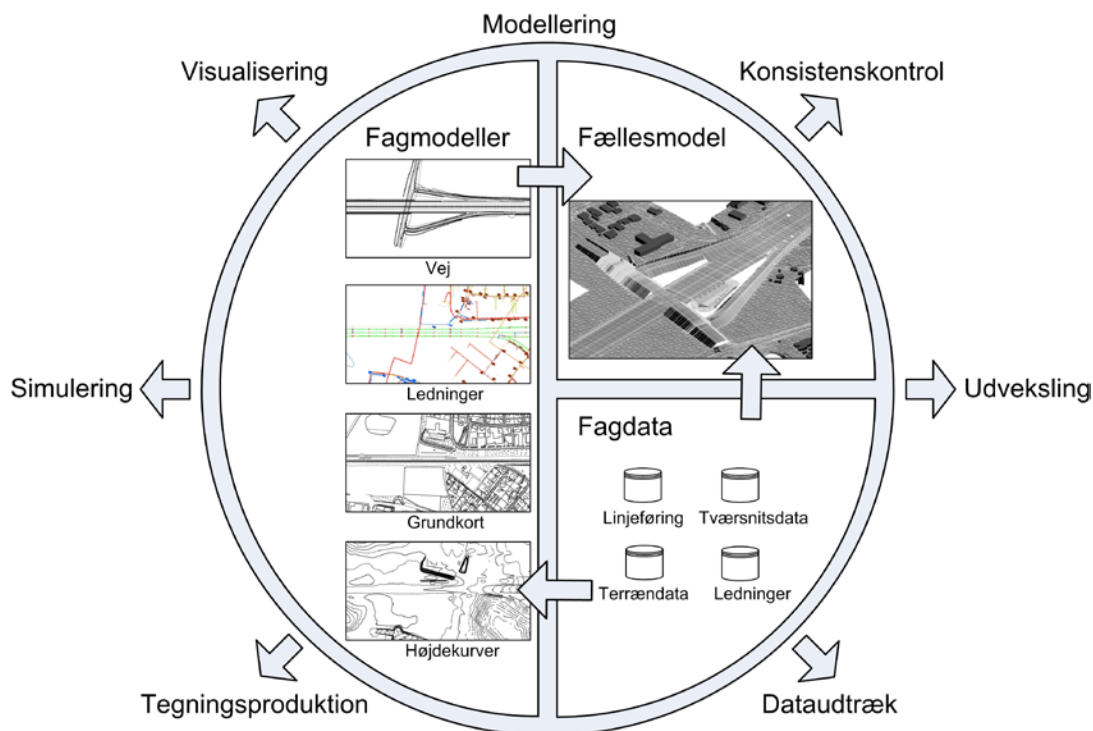 Modellering
Visualisering
Konsistenskontrol
Fagmodeller
Fællesmodel
Vej
Ledninger
Simulering
Udveksling
Fagdata
Grundkort
Linjeføring
Tværsnitsdata
Terrændata
Ledninger
Højdekurver
Tegningsproduktion
Dataudtræk